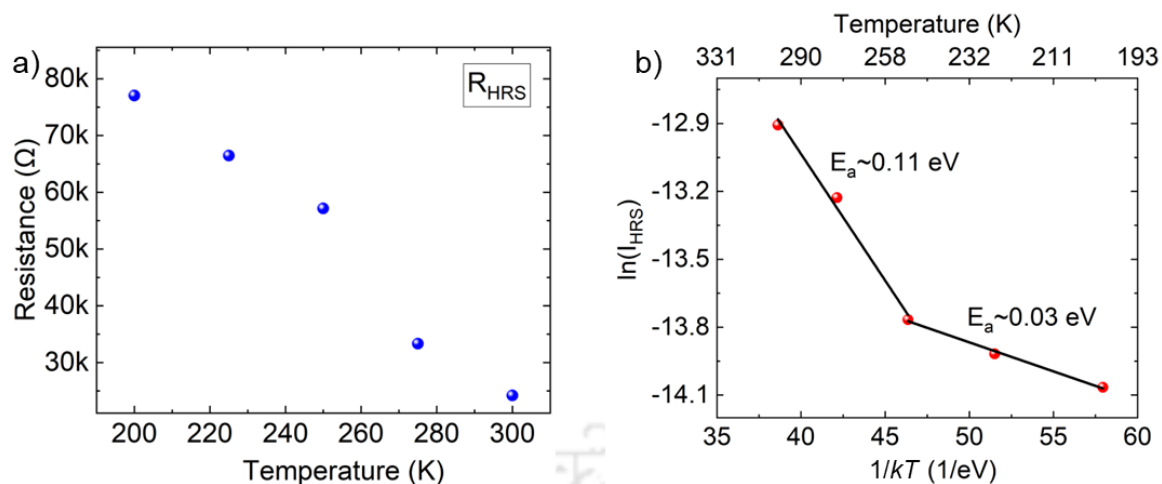 a)
R_HRS
80k
70k
60k
50k
40k
30k
Resistance (Ω)
200 220 240 260 280 300
Temperature (K)
b)
Temperature (K)
331 290 258 232 211 193
-12.9
-13.2
-13.5
-13.8
-14.1
ln(I_HRS)
E_a~0.11 eV
E_a~0.03 eV
35 40 45 50 55 60
1/kT (1/eV)